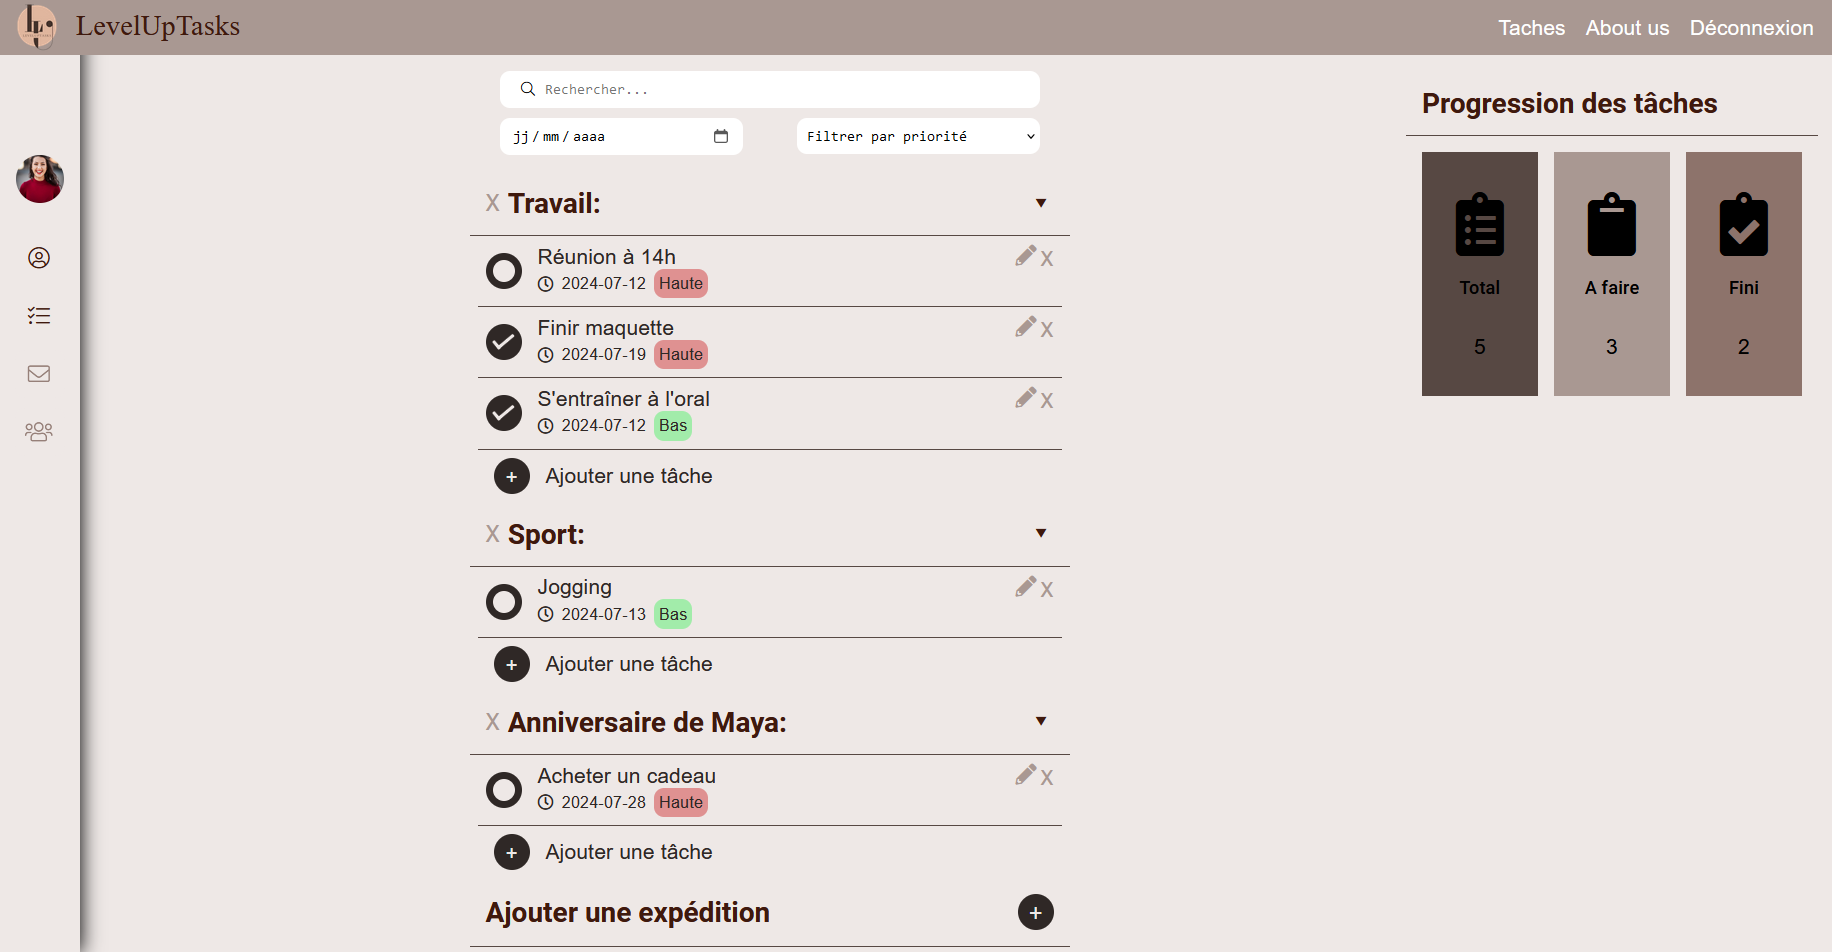 LevelUpTasks
Taches About us Déconnexion
Rechercher...
jj/mm/aaaa
Filtrer par priorité
X Travail:
Réunion à 14h
2024-07-12 Haute
X
Finir maquette
2024-07-19 Haute
X
S'entraîner à l'oral
2024-07-12 Bas
X
+ Ajouter une tâche
X Sport:
Jogging
2024-07-13 Bas
X
+ Ajouter une tâche
X Anniversaire de Maya:
Acheter un cadeau
2024-07-28 Haute
X
+ Ajouter une tâche
Ajouter une expédition +
Progression des tâches
Total
5
A faire
3
Fini
2